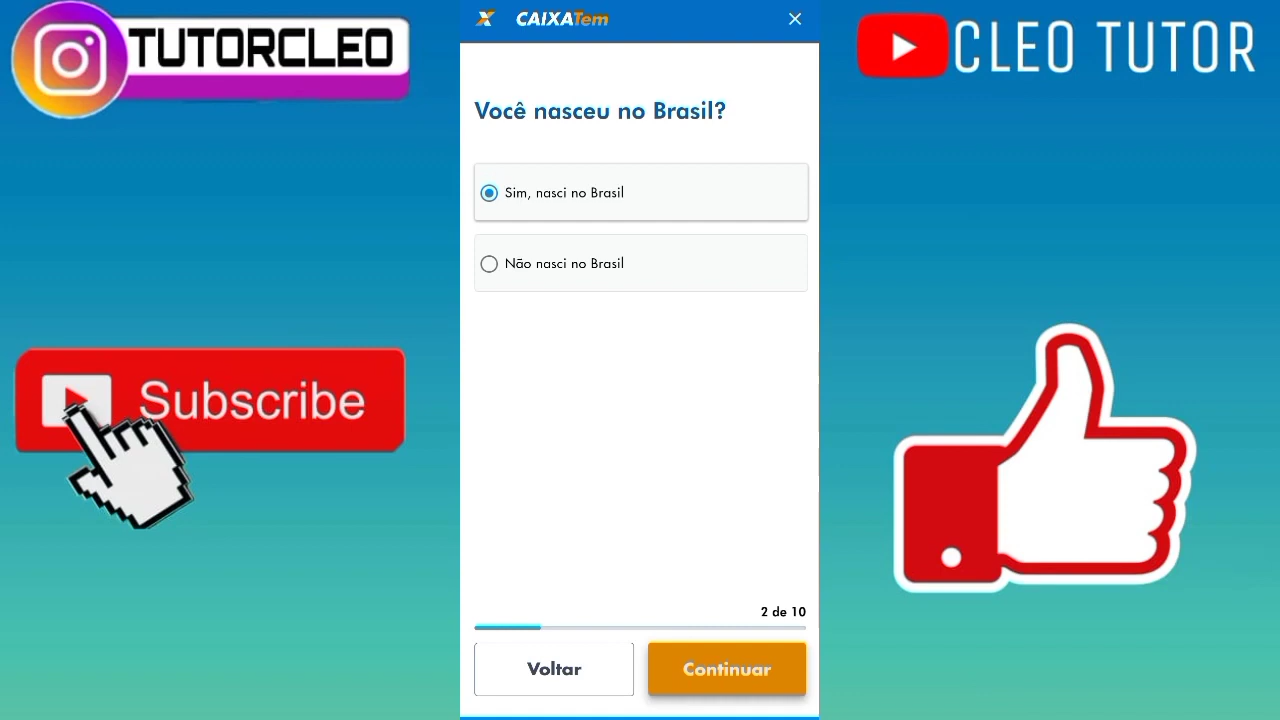 TUTORCLEO
CAIXATem
CLEO TUTOR
Você nasceu no Brasil?
Sim, nasci no Brasil
Não nasci no Brasil
Subscribe
2 de 10
Voltar
Continuar